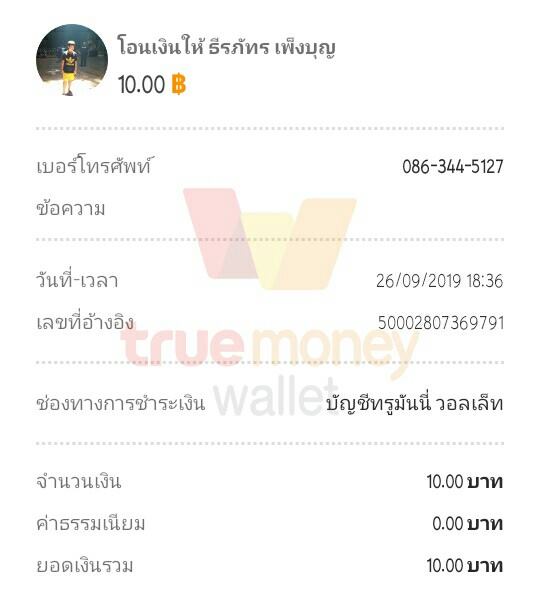 โอนเงินให้ ธีรภัทร เพ็งบุญ
10.00 ฿
เบอร์โทรศัพท์ 086-344-5127
ข้อความ
วันที่-เวลา 26/09/2019 18:36
เลขที่อ้างอิง 50002807369791
truemoney
wallet
ช่องทางการชำระเงิน บัญชีทรูมันนี่ วอลเล็ท
จำนวนเงิน 10.00 บาท
ค่าธรรมเนียม 0.00 บาท
ยอดเงินรวม 10.00 บาท